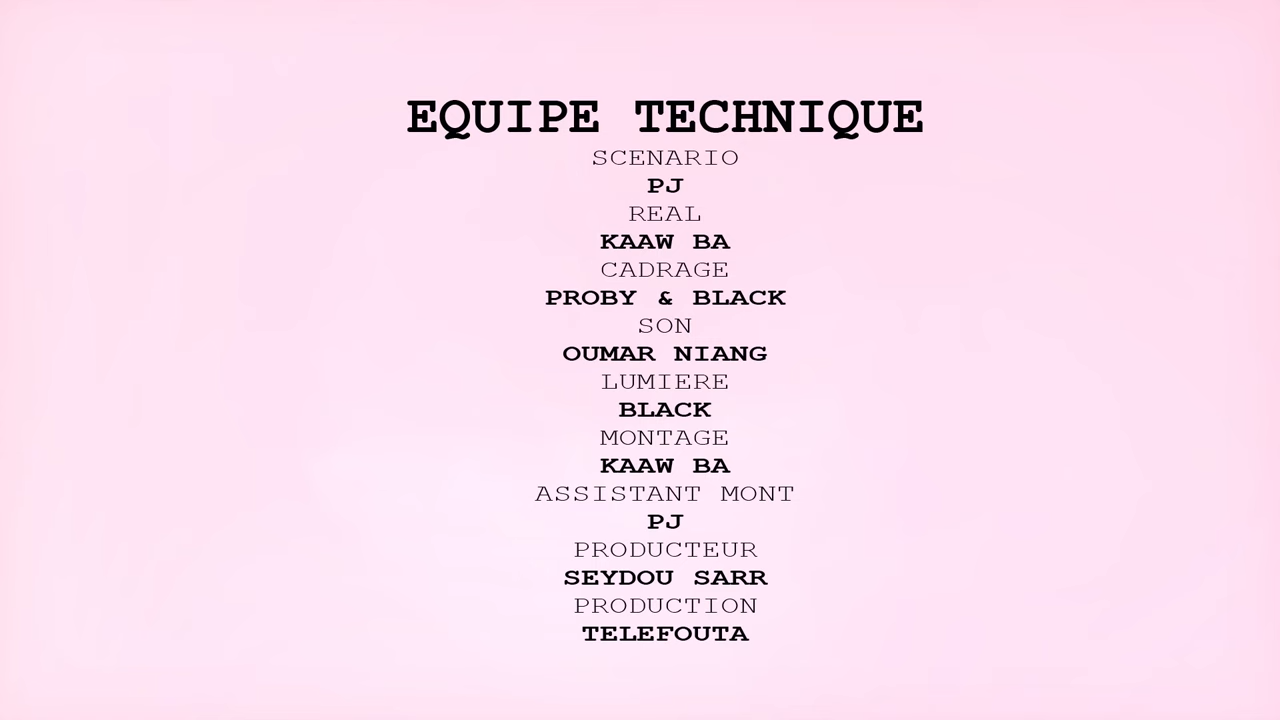 EQUIPE TECHNIQUE
SCENARIO
PJ
REAL
KAAW BA
CADRAGE
PROBY & BLACK
SON
OUMAR NIANG
LUMIERE
BLACK
MONTAGE
KAAW BA
ASSISTANT MONT
PJ
PRODUCTEUR
SEYDOU SARR
PRODUCTION
TELEFOUTA